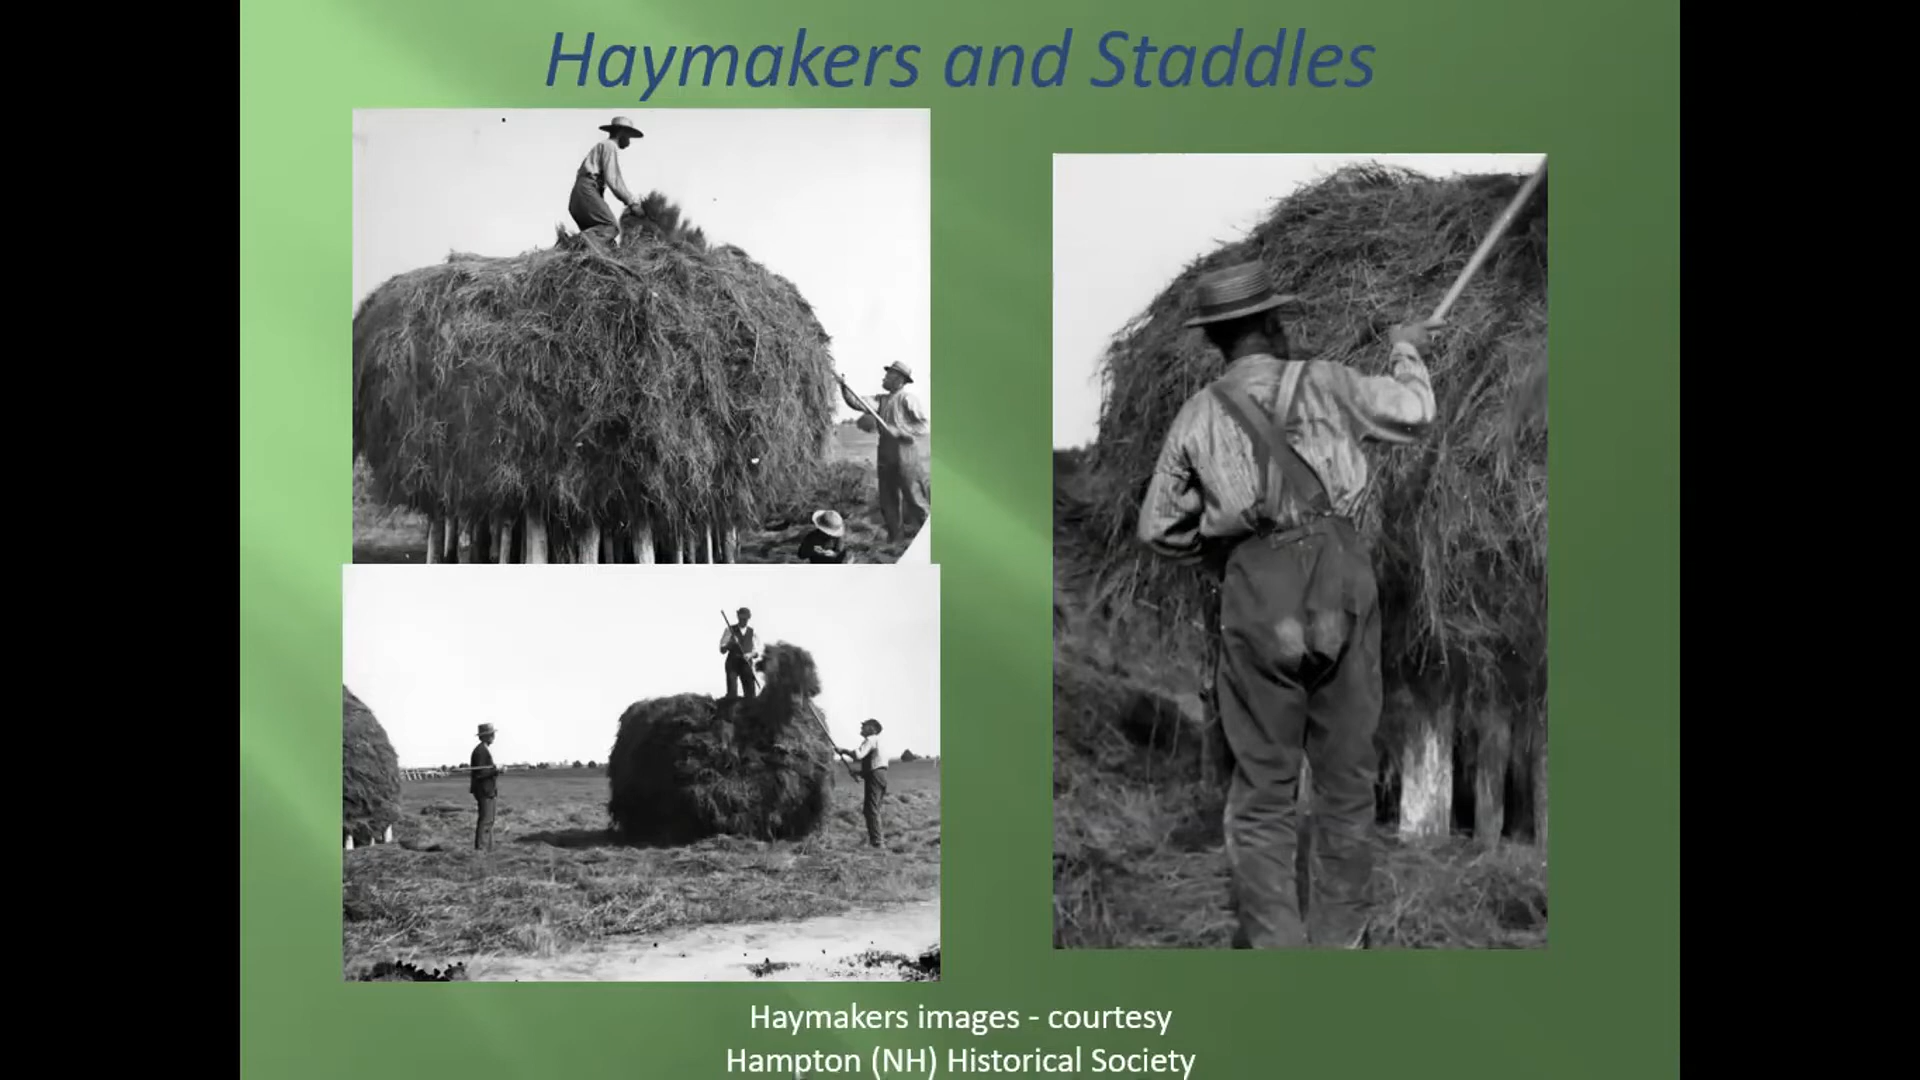 Haymakers and Staddles
Haymakers images - courtesy
Hampton (NH) Historical Society